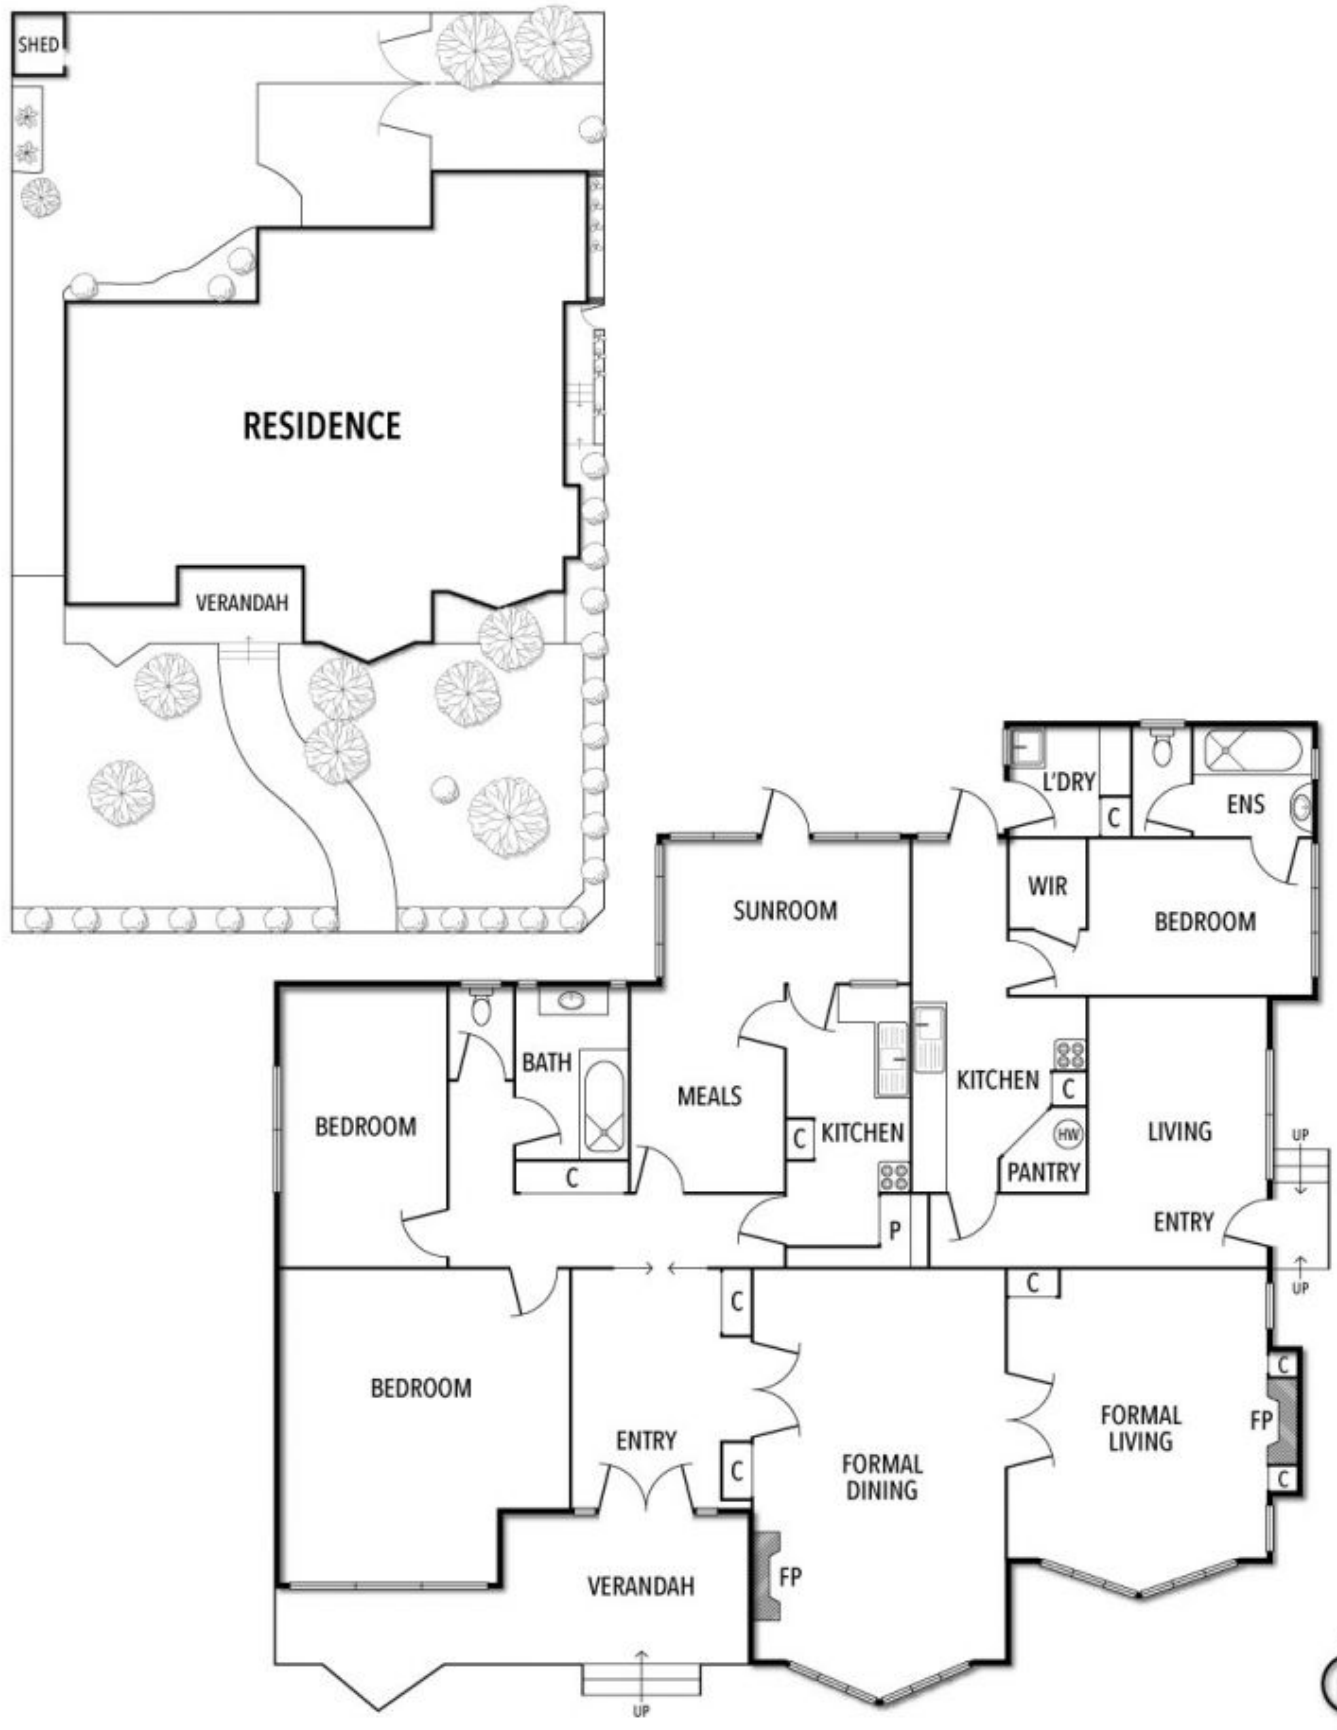 SHED
RESIDENCE
VERANDAH
L'DRY
C
ENS
WIR
BEDROOM
SUNROOM
BATH
MEALS
KITCHEN
C
KITCHEN
C
HW
PANTRY
LIVING
UP
BEDROOM
C
P
ENTRY
UP
C
C
BEDROOM
C
FP
FORMAL
LIVING
ENTRY
C
FORMAL
DINING
C
VERANDAH
FP
UP